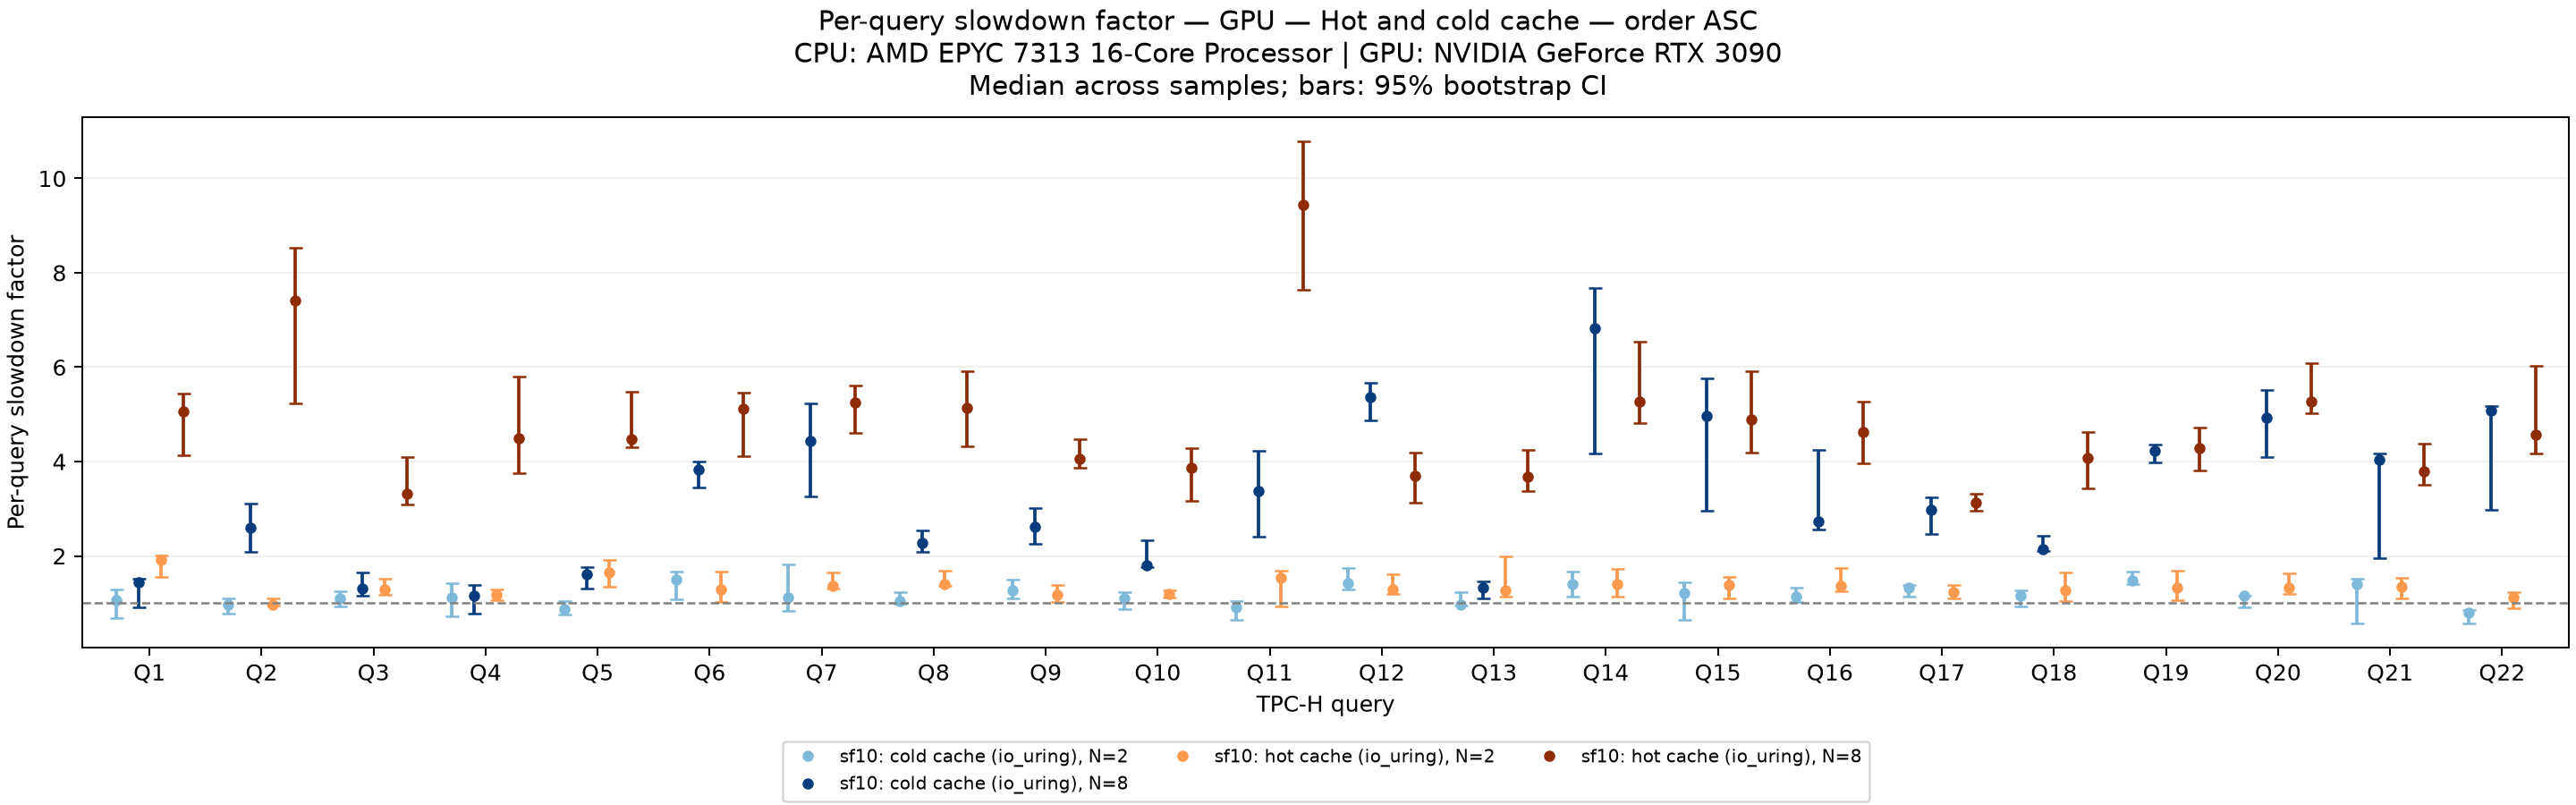 Per-query slowdown factor — GPU — Hot and cold cache — order ASC
CPU: AMD EPYC 7313 16-Core Processor | GPU: NVIDIA GeForce RTX 3090
Median across samples; bars: 95% bootstrap CI
Per-query slowdown factor
10
8
6
4
2
Q1 Q2 Q3 Q4 Q5 Q6 Q7 Q8 Q9 Q10 Q11 Q12 Q13 Q14 Q15 Q16 Q17 Q18 Q19 Q20 Q21 Q22
TPC-H query
sf10: cold cache (io_uring), N=2 sf10: hot cache (io_uring), N=2 sf10: hot cache (io_uring), N=8
sf10: cold cache (io_uring), N=8